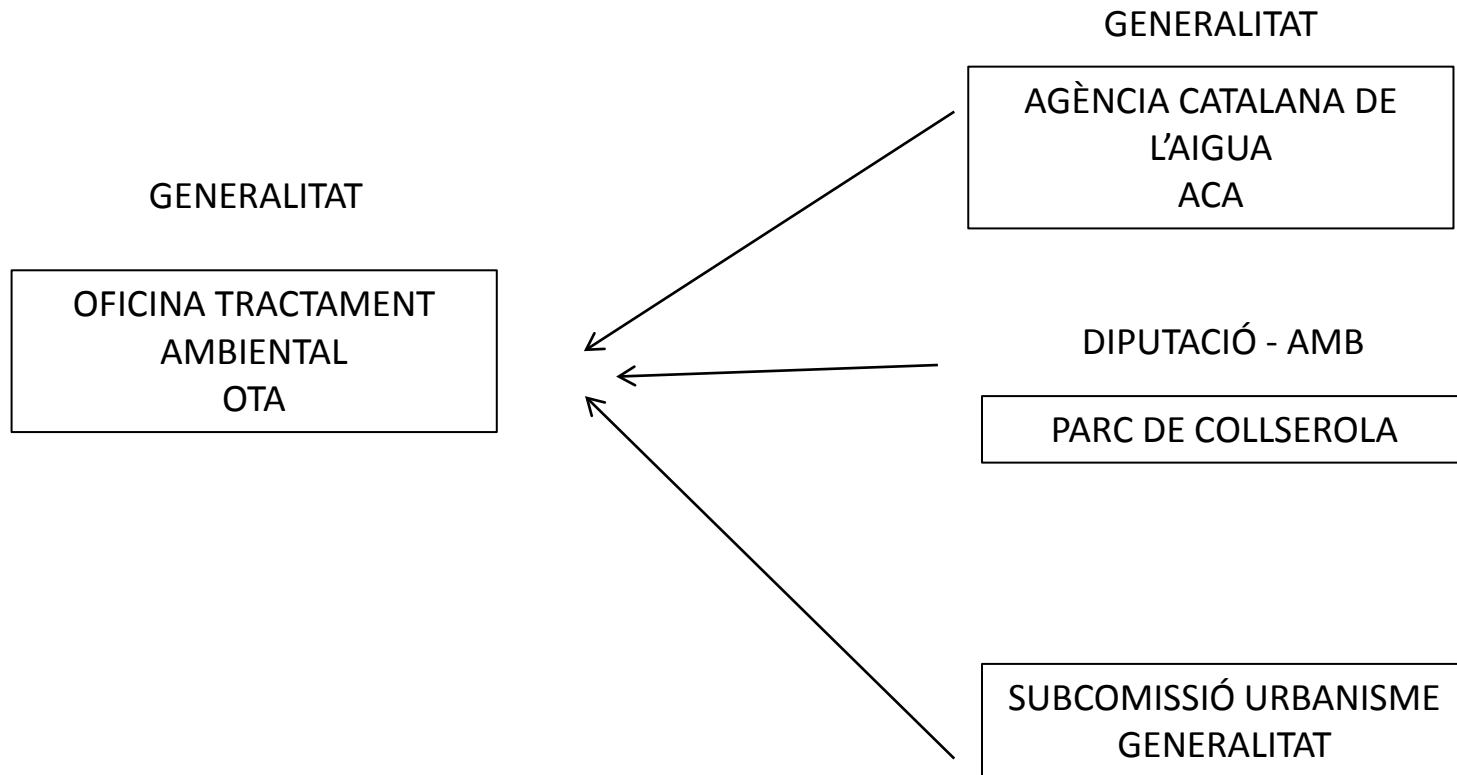 GENERALITAT
OFICINA TRACTAMENT
AMBIENTAL
OTA
GENERALITAT
AGÈNCIA CATALANA DE
L’AIGUA
ACA
DIPUTACIÓ - AMB
PARC DE COLLSEROLA
SUBCOMISSIÓ URBANISME
GENERALITAT